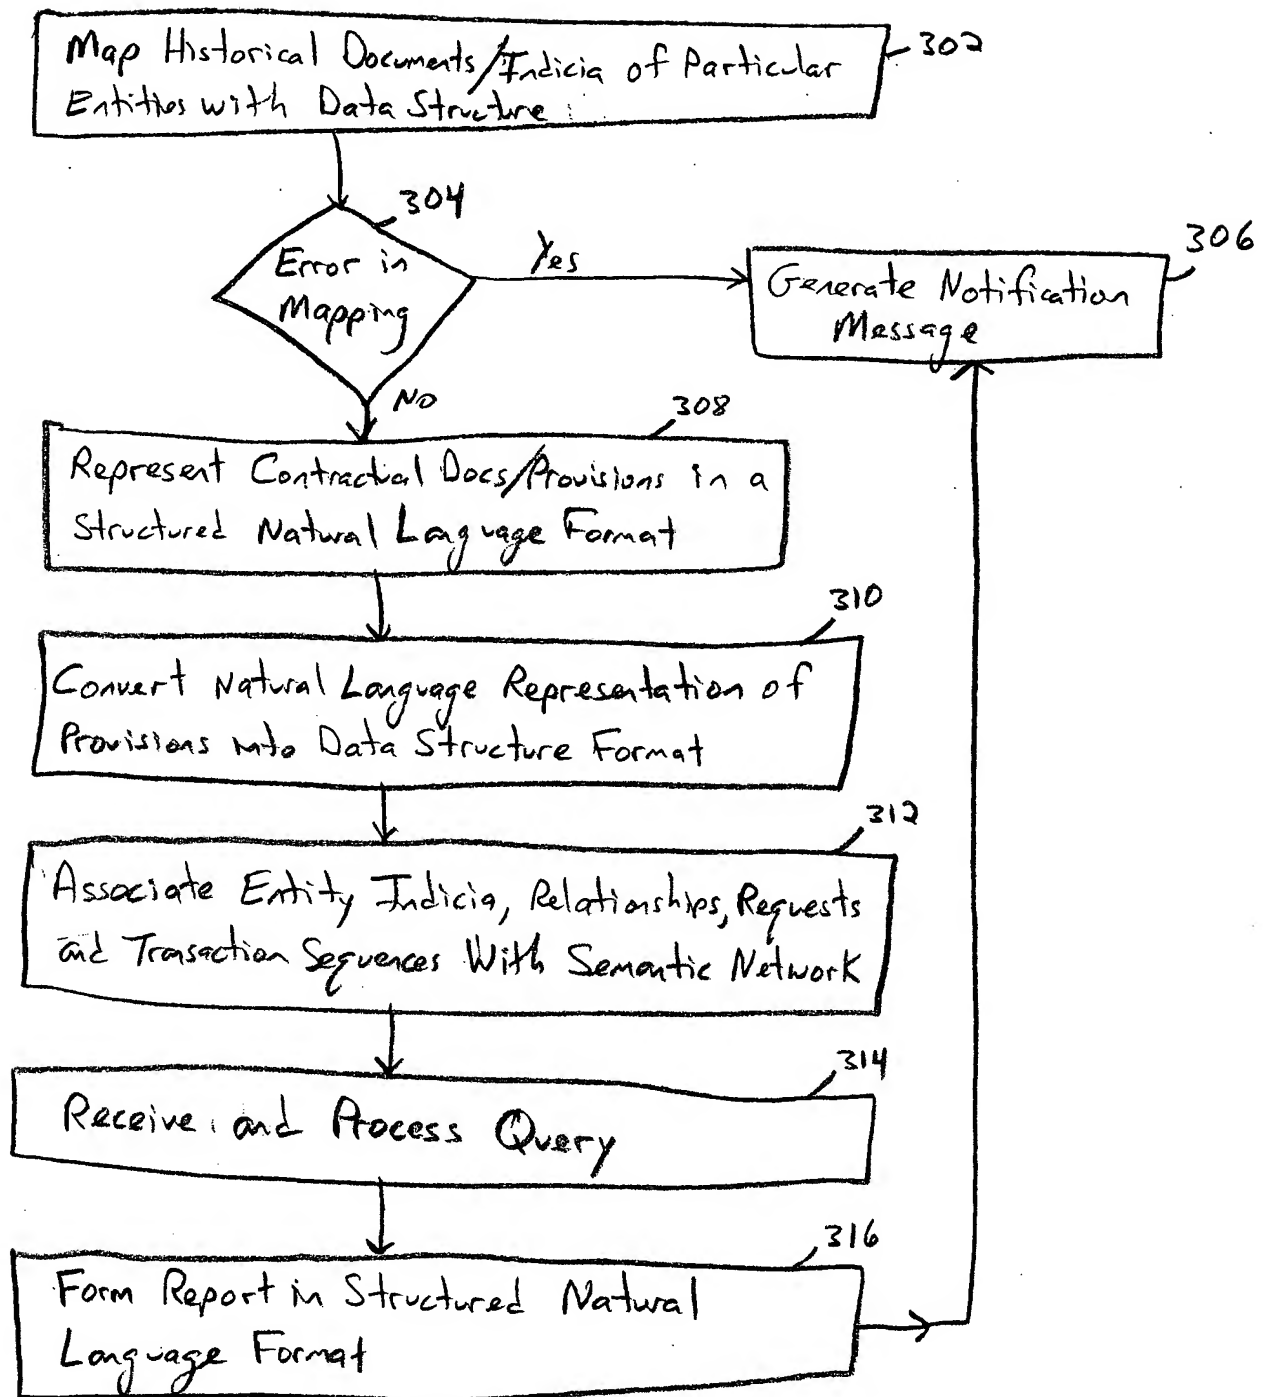 Map Historical Documents/Indicia of Particular
Entities with Data Structure
302
304
Error in
Mapping
Yes
306
Generate Notification
Message
No
308
Represent Contractual Docs/Provisions in a
Structured Natural Language Format
310
Convert Natural Language Representation of
Provisions into Data Structure Format
312
Associate Entity Indicia, Relationships, Requests
and Transaction Sequences With Semantic Network
314
Receive and Process Query
316
Form Report in Structured Natural
Language Format